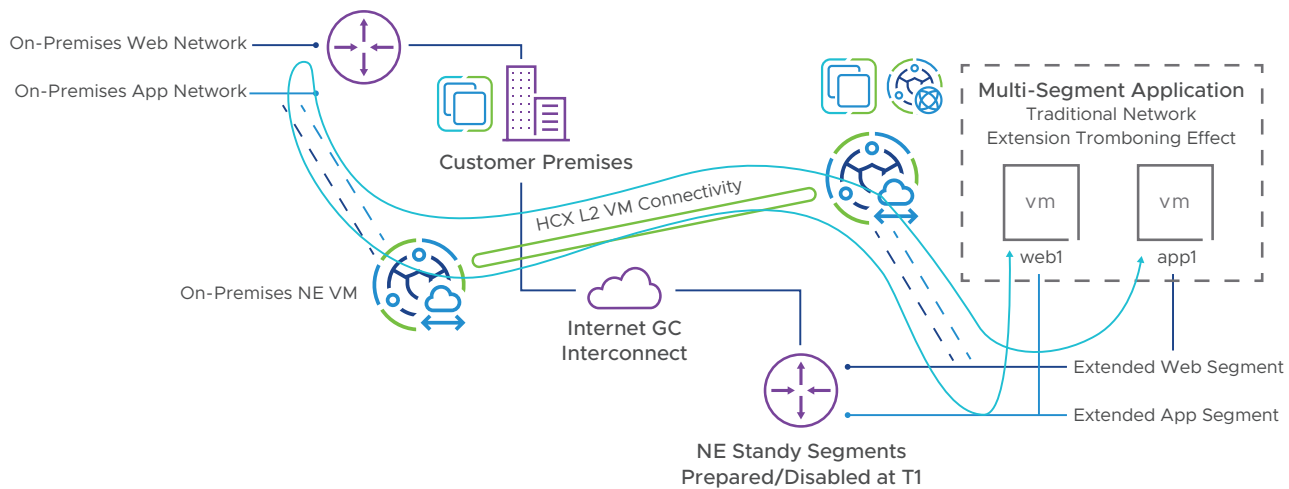 On-Premises Web Network
On-Premises App Network
Customer Premises
HCX L2 VM Connectivity
On-Premises NE VM
Internet GC
Interconnect
Multi-Segment Application
Traditional Network
Extension Tromboning Effect
vm
vm
web1
app1
Extended Web Segment
Extended App Segment
NE Standy Segments
Prepared/Disabled at T1